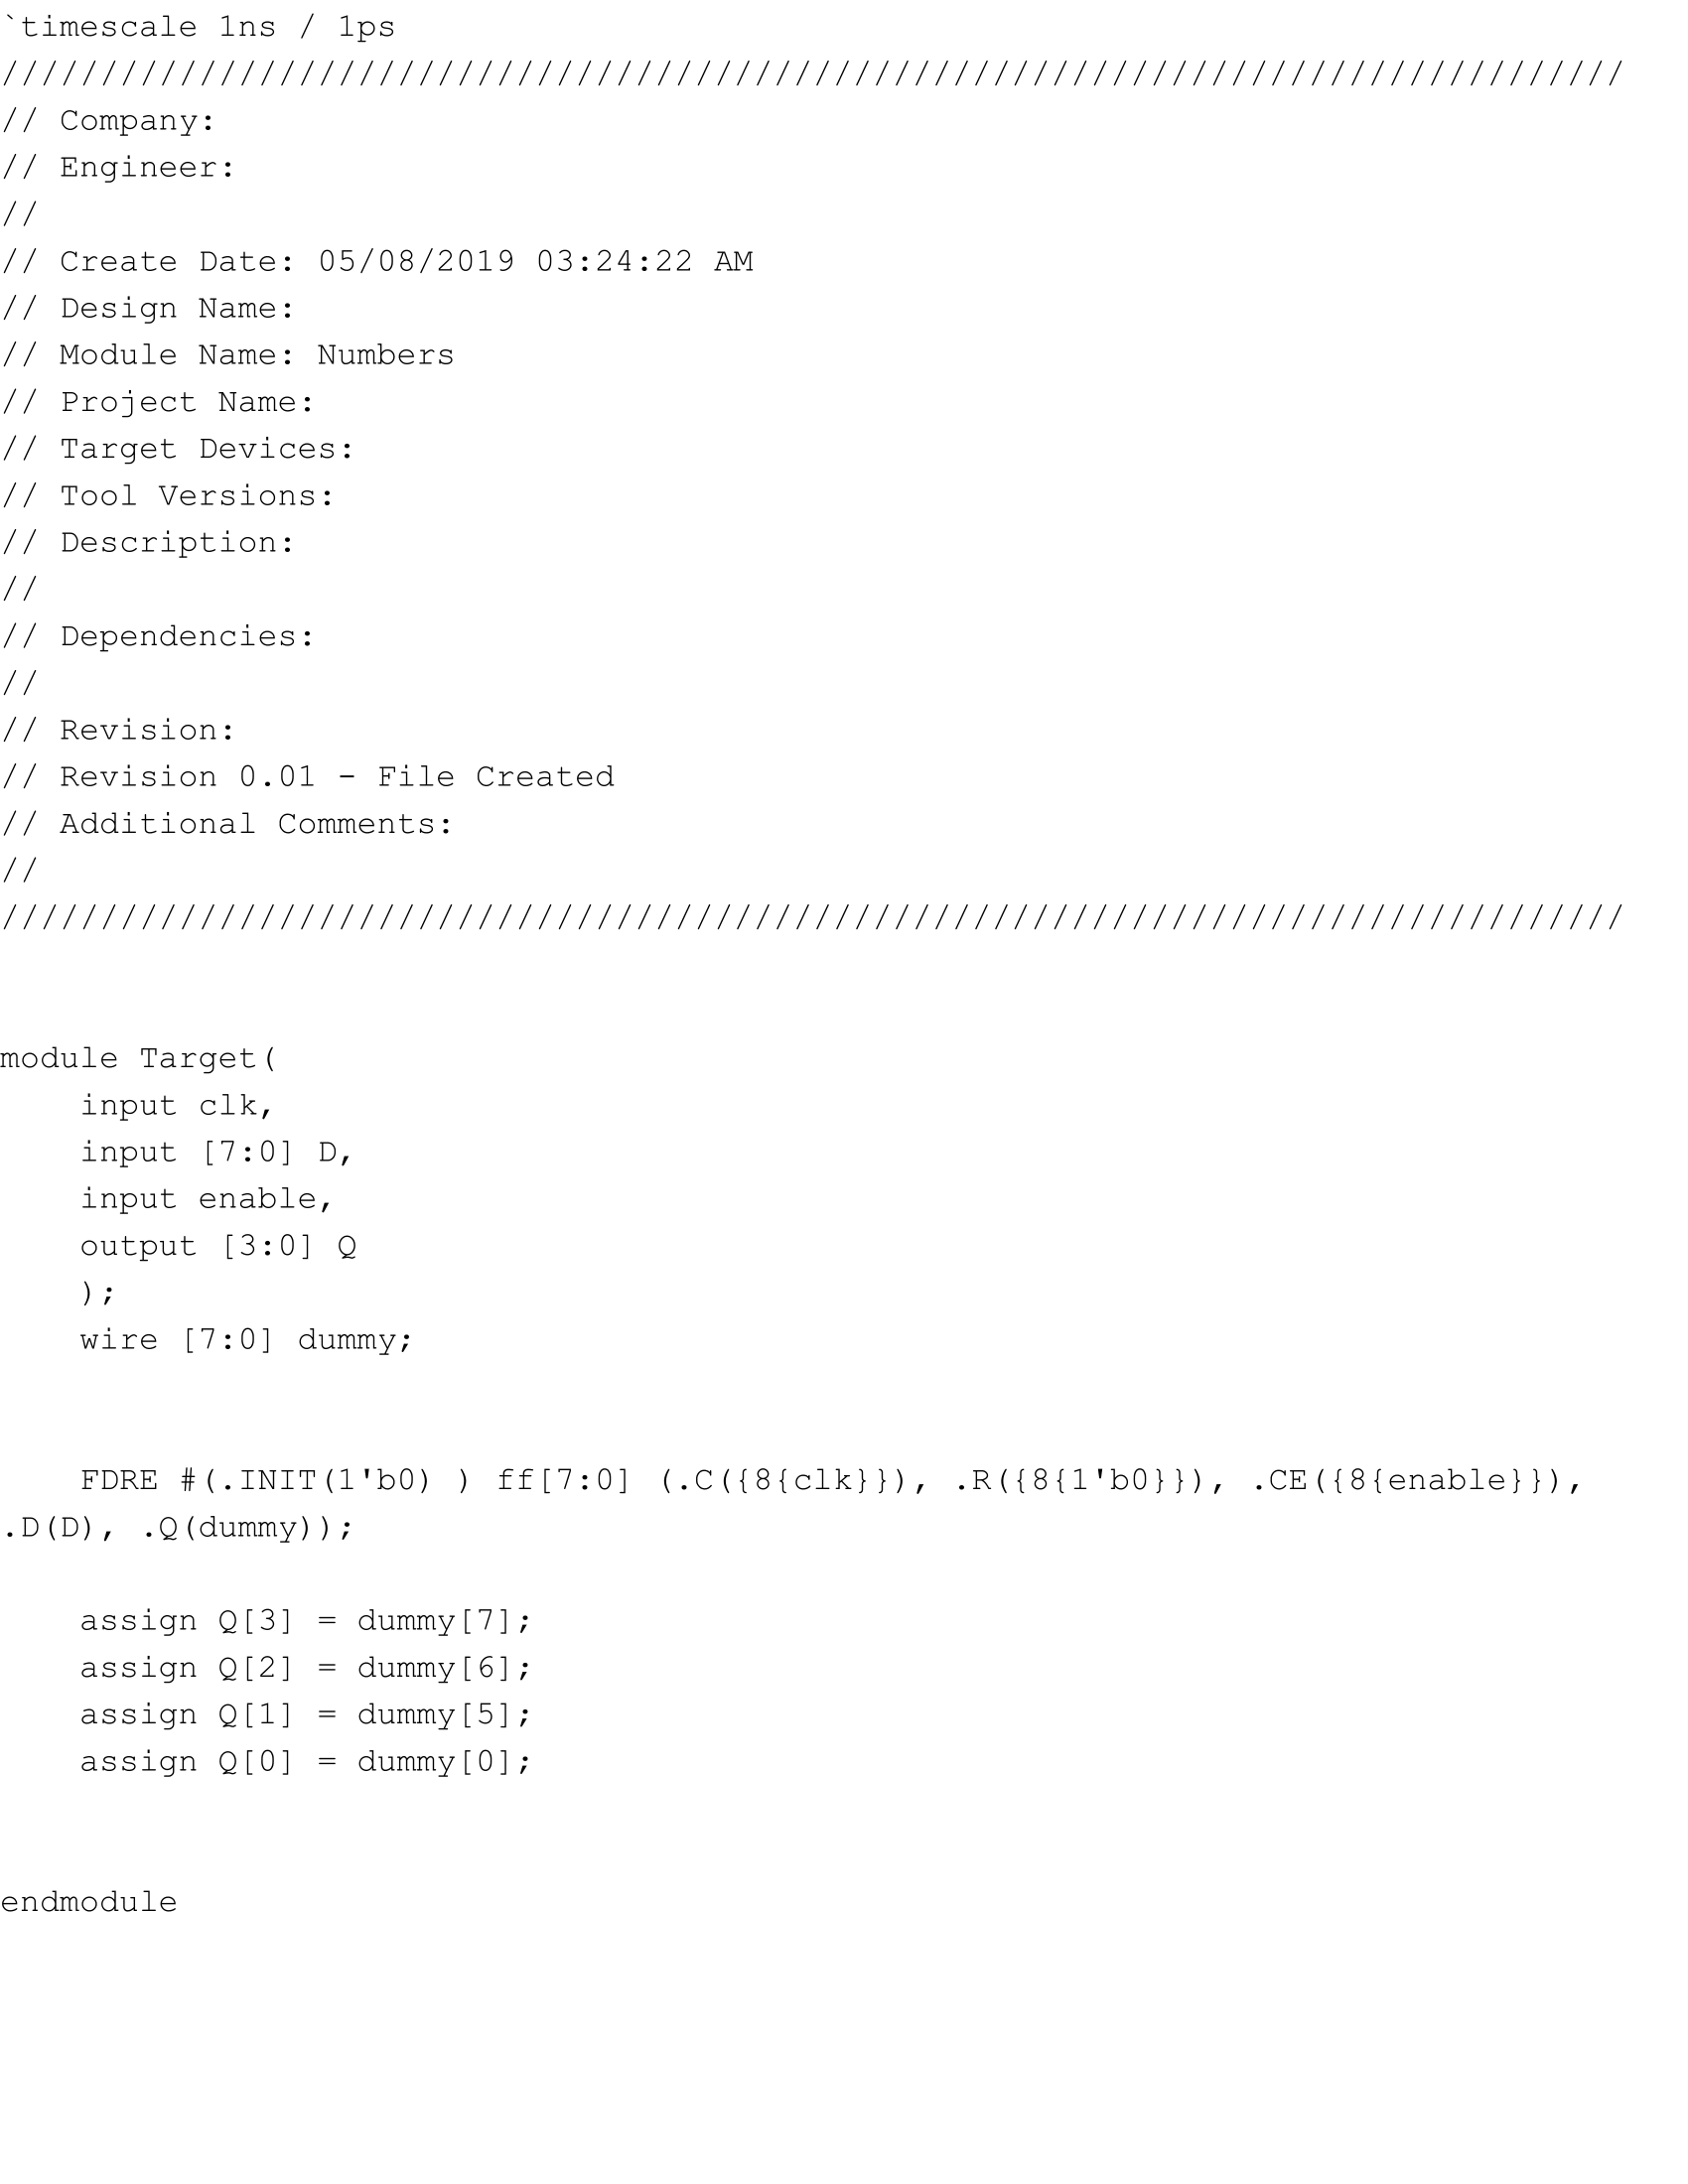 `timescale 1ns / 1ps
//////////////////////////////////////////////////////////////////////////////////
// Company:
// Engineer:
//
// Create Date: 05/08/2019 03:24:22 AM
// Design Name:
// Module Name: Numbers
// Project Name:
// Target Devices:
// Tool Versions:
// Description:
//
// Dependencies:
//
// Revision:
// Revision 0.01 - File Created
// Additional Comments:
//
//////////////////////////////////////////////////////////////////////////////////
module Target(
    input clk,
    input [7:0] D,
    input enable,
    output [3:0] Q
    );
    wire [7:0] dummy;
    FDRE #(.INIT(1'b0) ) ff[7:0] (.C({8{clk}}), .R({8{1'b0}}), .CE({8{enable}}),
.D(D), .Q(dummy));
    assign Q[3] = dummy[7];
    assign Q[2] = dummy[6];
    assign Q[1] = dummy[5];
    assign Q[0] = dummy[0];
endmodule